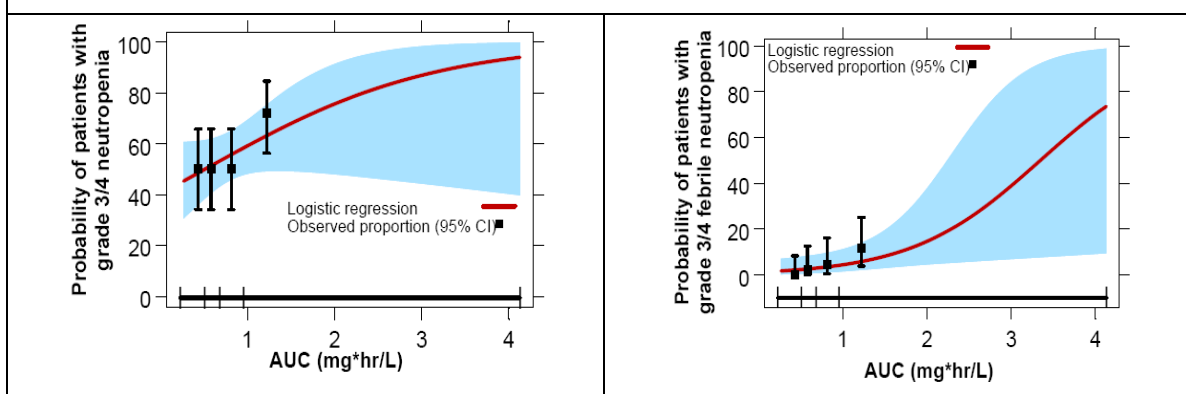 Probability of patients with
grade 3/4 neutropenia
100
80
60
40
20
0
Logistic regression
Observed proportion (95% CI)
1
2
3
4
AUC (mg*hr/L)
Probability of patients with
grade 3/4 febrile neutropenia
100
80
60
40
20
0
Logistic regression
Observed proportion (95% CI)
1
2
3
4
AUC (mg*hr/L)